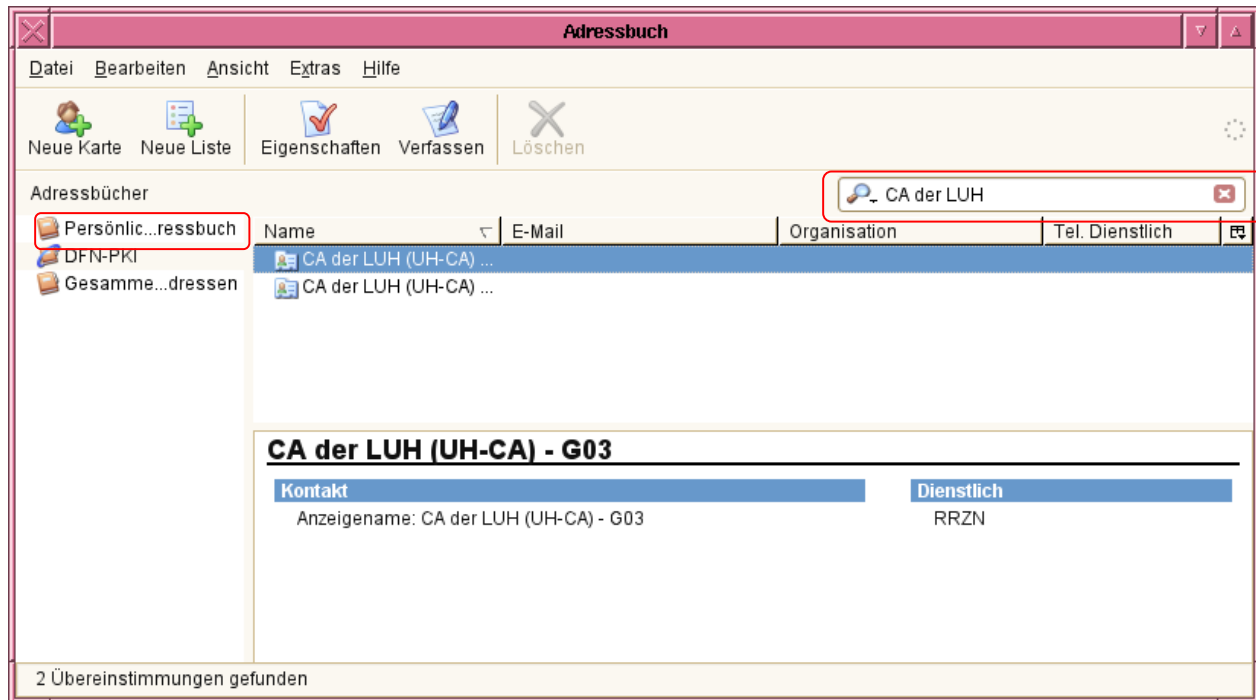 Adressbuch
Datei Bearbeiten Ansicht Extras Hilfe
Neue Karte Neue Liste Eigenschaften Verfassen Löschen
Adressbücher
CA der LUH
Persönlic...ressbuch
DFN-PKI
Gesamme...dressen
Name E-Mail Organisation Tel. Dienstlich
CA der LUH (UH-CA) ...
CA der LUH (UH-CA) ...
CA der LUH (UH-CA) - G03
Kontakt Dienstlich
Anzeigename: CA der LUH (UH-CA) - G03 RRZN
2 Übereinstimmungen gefunden